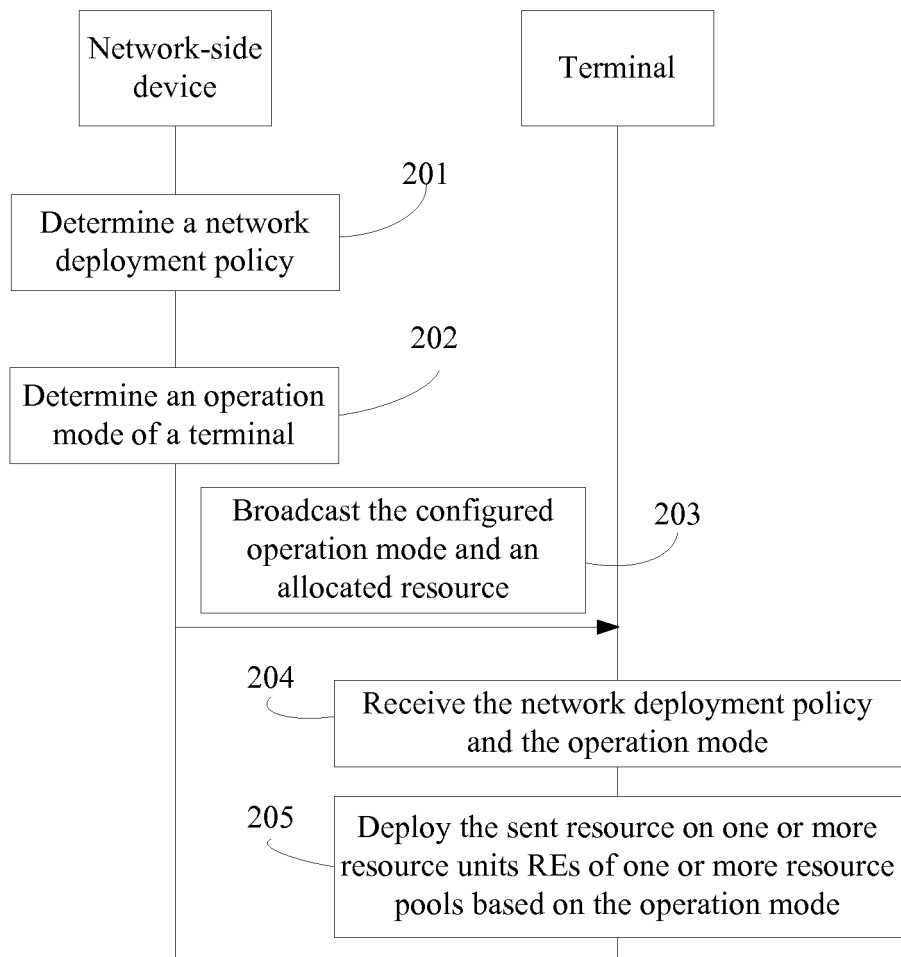 Network-side
device
Terminal
201
Determine a network
deployment policy
202
Determine an operation
mode of a terminal
Broadcast the configured
operation mode and an
allocated resource
203
204
Receive the network deployment policy
and the operation mode
205
Deploy the sent resource on one or more
resource units REs of one or more resource
pools based on the operation mode